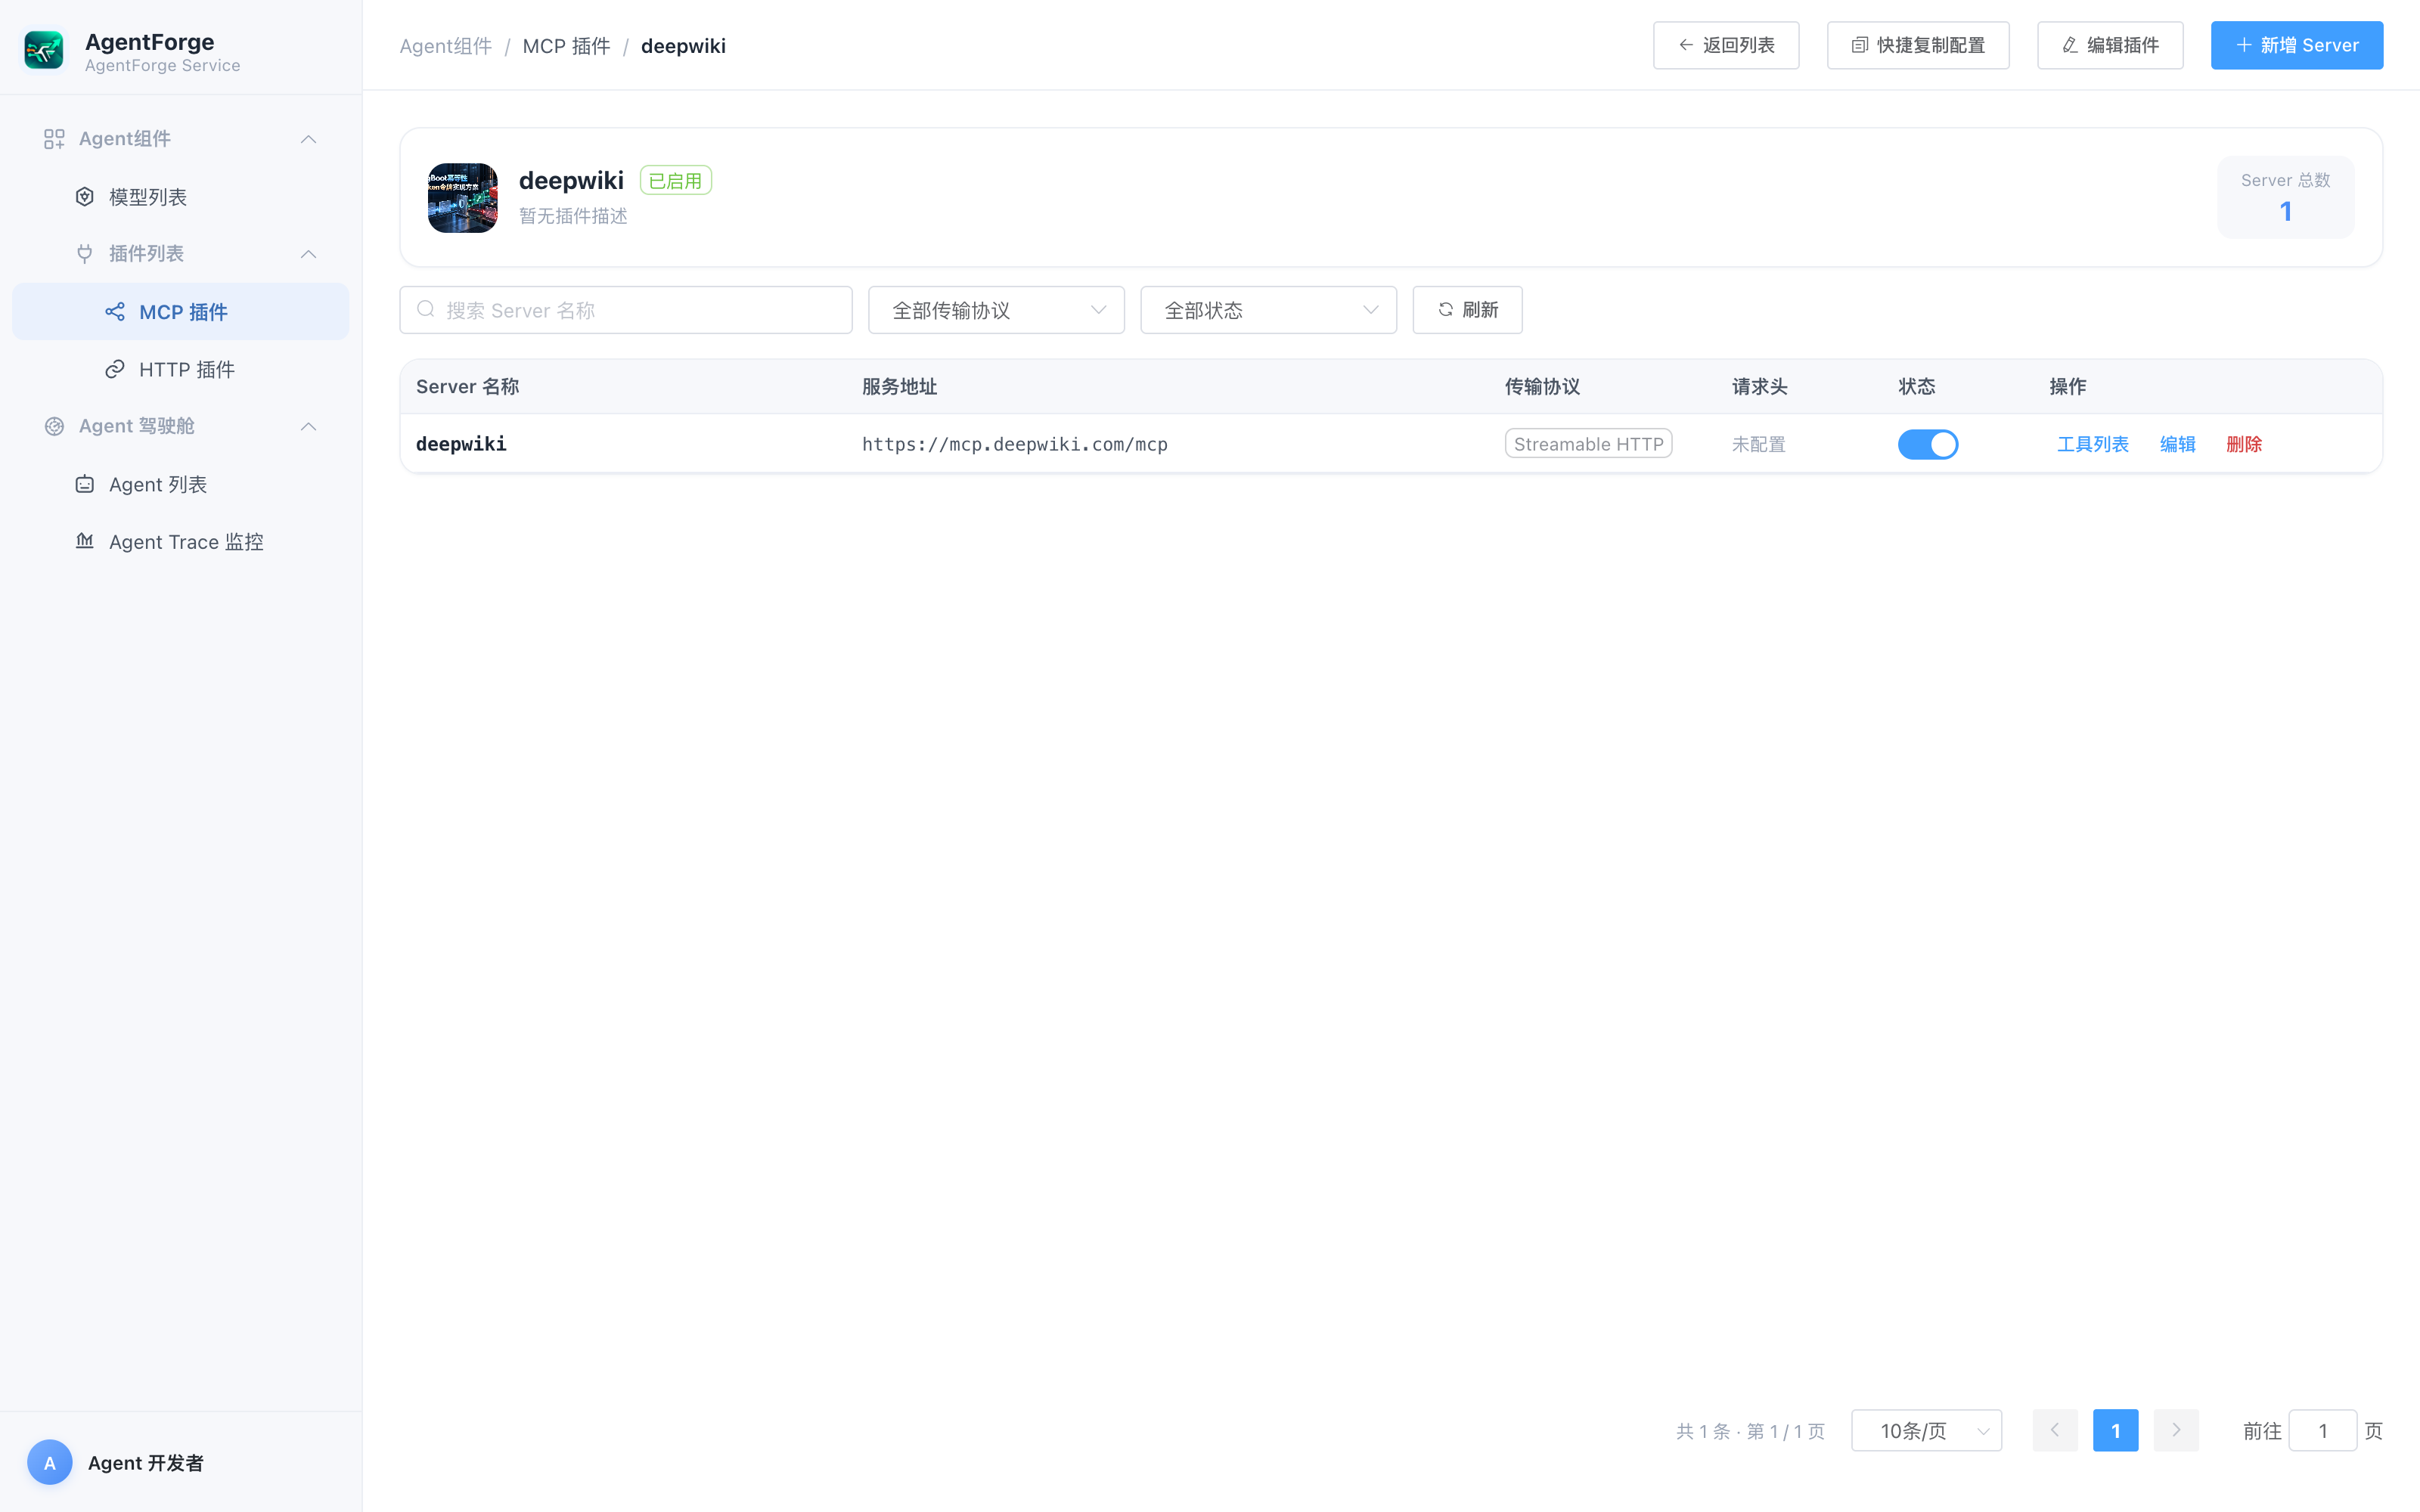 AgentForge
AgentForge Service
Agent组件
模型列表
插件列表
MCP 插件
HTTP 插件
Agent 驾驶舱
Agent 列表
Agent Trace 监控
A
Agent 开发者
Agent组件 / MCP 插件 / deepwiki
返回列表
快捷复制配置
编辑插件
新增 Server
deepwiki 已启用
暂无插件描述
Server 总数
1
搜索 Server 名称
全部传输协议
全部状态
刷新
Server 名称 服务地址 传输协议 请求头 状态 操作
deepwiki https://mcp.deepwiki.com/mcp Streamable HTTP 未配置 工具列表 编辑 删除
共 1 条 · 第 1 / 1 页 10条/页 1 前往 1 页